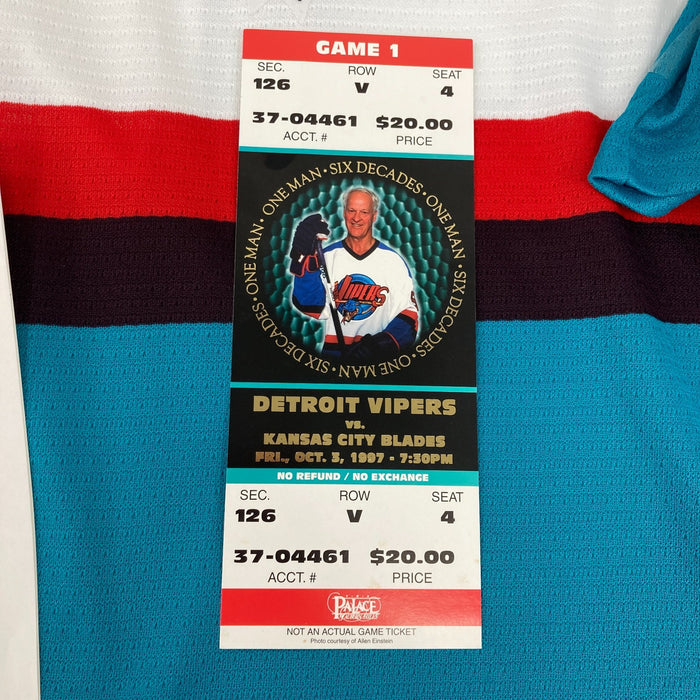 GAME 1
SEC. ROW SEAT
126 V 4
37-04461 $20.00
ACCT. # PRICE
ONE MAN • SIX DECADES • ONE MAN • SIX DECADES • ONE MAN • SIX DECADES • ONE MAN •
VIPERS
DETROIT VIPERS
VS.
KANSAS CITY BLADES
FRI., OCT. 3, 1997 - 7:30PM
NO REFUND / NO EXCHANGE
SEC. ROW SEAT
126 V 4
37-04461 $20.00
ACCT. # PRICE
PALACE
NOT AN ACTUAL GAME TICKET
Photo courtesy of Allen Einstein